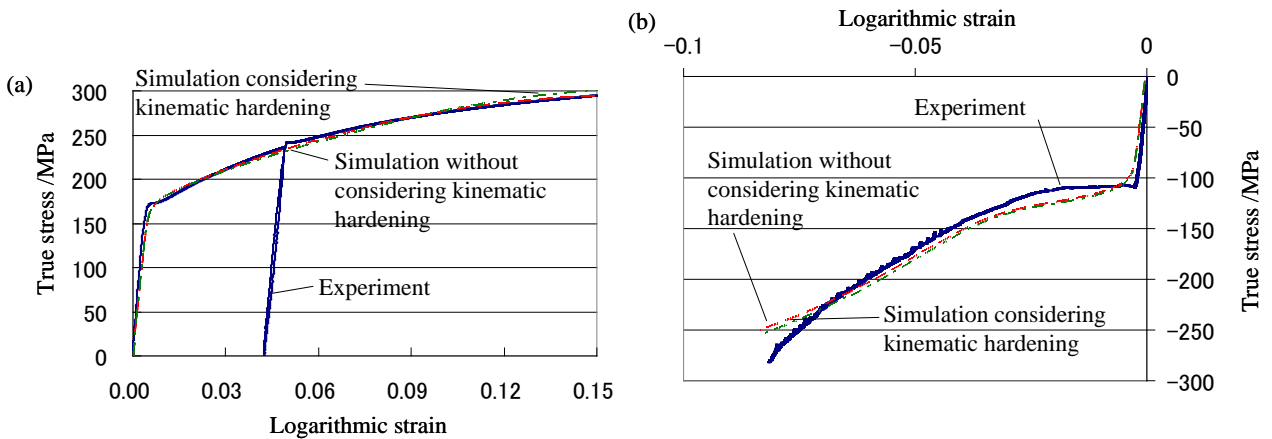 (a)
Simulation considering
kinematic hardening
300
250
200
150
100
50
0
True stress /MPa
Simulation without
considering kinematic
hardening
Experiment
0.00
0.03
0.06
0.09
0.12
0.15
Logarithmic strain
(b)
Logarithmic strain
−0.1
−0.05
0
Experiment
Simulation without
considering kinematic
hardening
Simulation considering
kinematic hardening
0
−50
−100
−150
−200
−250
−300
True stress /MPa